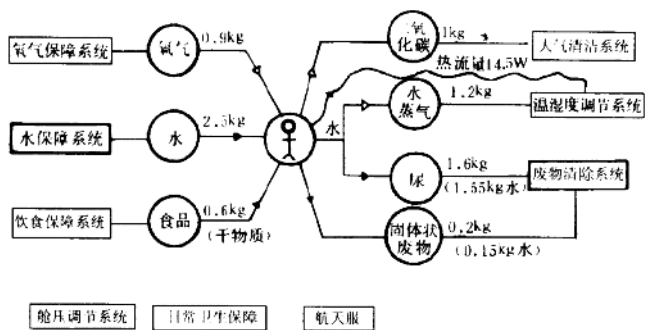 氧气保障系统
氧气
0.9kg
二氧
化碳
1kg
大气清洁系统
热流量14.5W
水保障系统
水
2.5kg
水
水
蒸气
1.2kg
温湿度调节系统
尿
1.6kg
(1.55kg水)
废物清除系统
饮食保障系统
食品
0.6kg
(干物质)
固体状
废物
0.2kg
(0.15kg水)
舱压调节系统
日常卫生保障
航天服